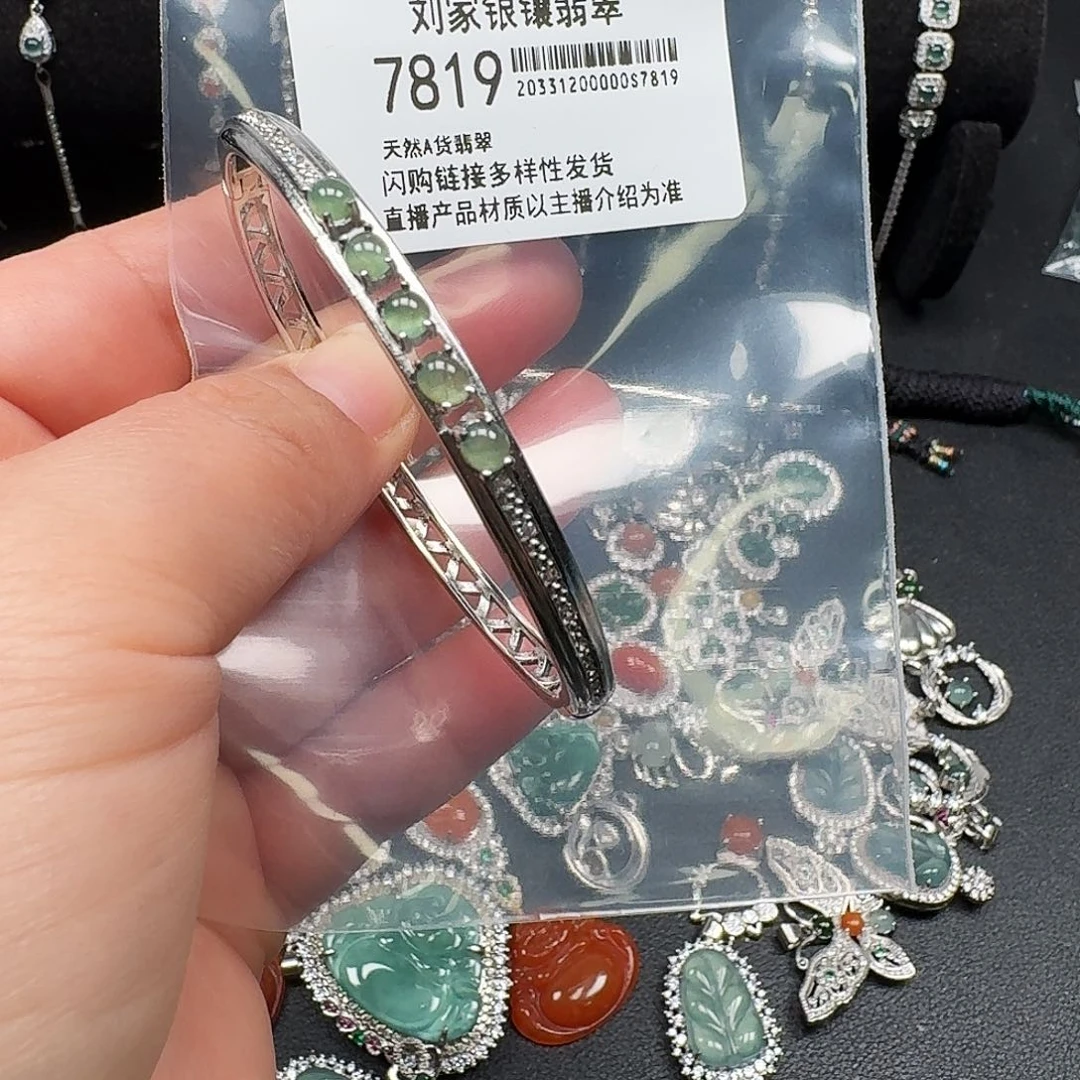 刘家银镶翡翠
7819
20331200000S7819
天然A货翡翠
闪购链接多样性发货
直播产品材质以主播介绍为准